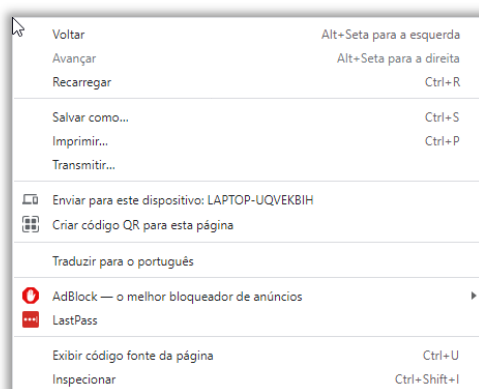 Voltar Alt+Seta para a esquerda
Avançar Alt+Seta para a direita
Recarregar Ctrl+R
Salvar como... Ctrl+S
Imprimir... Ctrl+P
Transmitir...
Enviar para este dispositivo: LAPTOP-UQVEKBIH
Criar código QR para esta página
Traduzir para o português
AdBlock — o melhor bloqueador de anúncios
LastPass
Exibir código fonte da página Ctrl+U
Inspecionar Ctrl+Shift+I